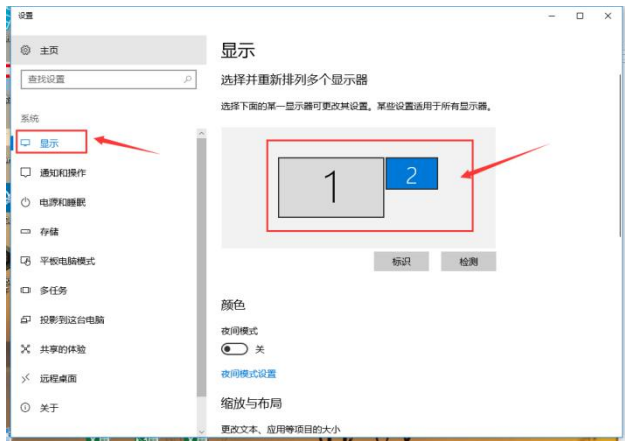 设置
主页
查找设置
系统
显示
通知和操作
电源和睡眠
存储
平板电脑模式
多任务
投影到这台电脑
共享的体验
远程桌面
关于
显示
选择并重新排列多个显示器
选择下面的某一显示器可更改其设置。某些设置适用于所有显示器。
1
2
标识
检测
颜色
夜间模式
关
夜间模式设置
缩放与布局
更改文本、应用等项目的大小